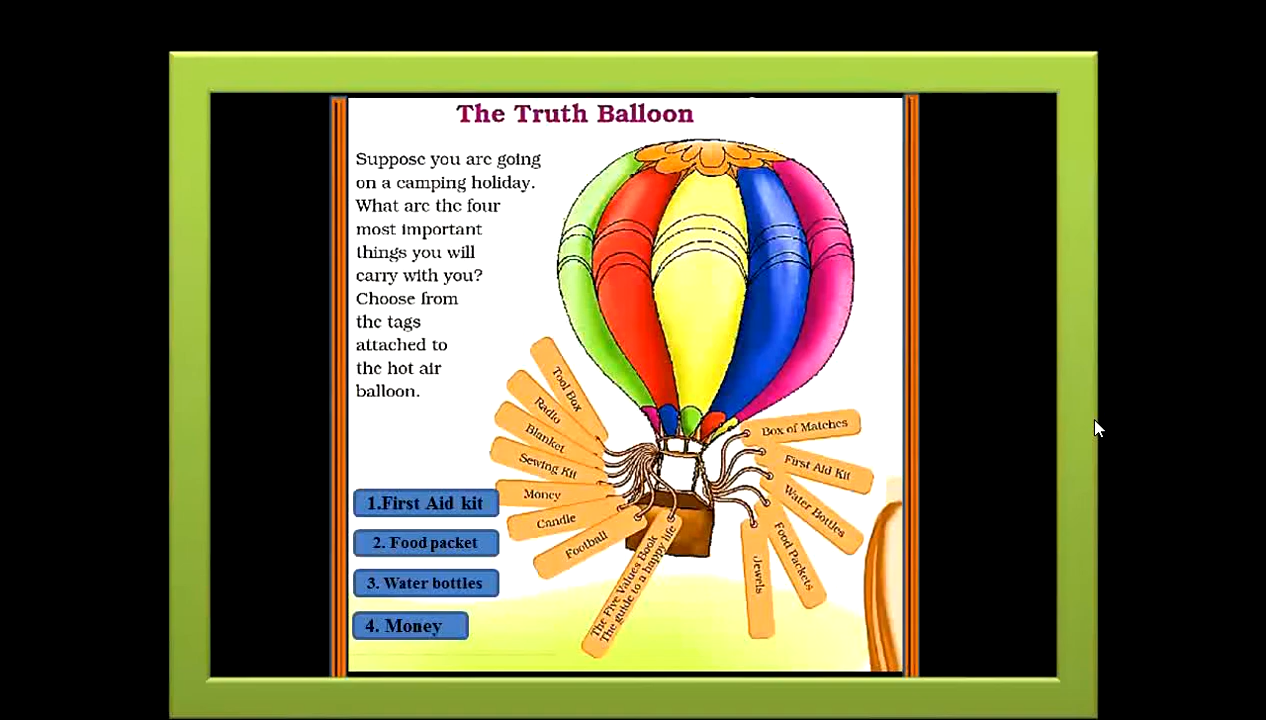 The Truth Balloon
Suppose you are going
on a camping holiday.
What are the four
most important
things you will
carry with you?
Choose from
the tags
attached to
the hot air
balloon.
Tool Box
Radio
Blanket
Sewing Kit
Money
Candle
Football
The Five Values Book
The guide to a happy life
Box of Matches
First Aid Kit
Water Bottles
Food Packets
Jewels
1.First Aid kit
2. Food packet
3. Water bottles
4. Money